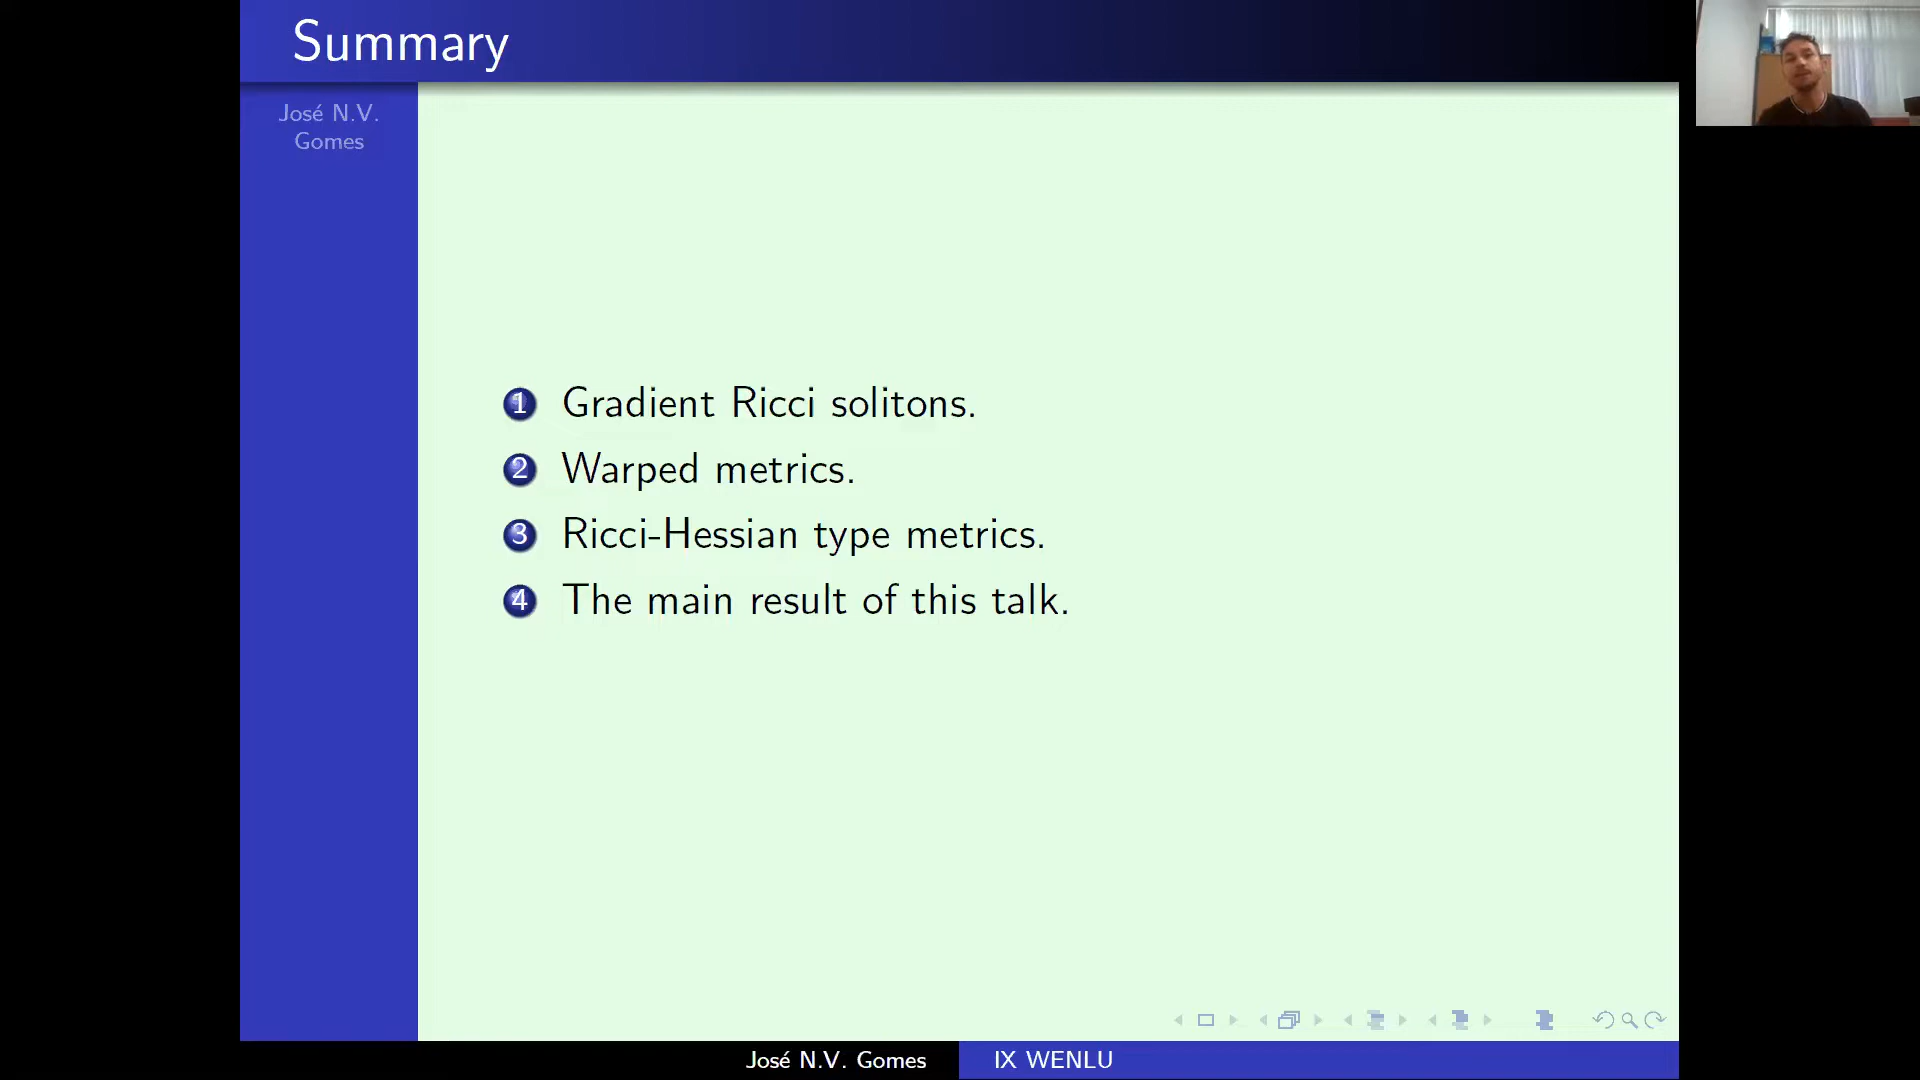 Summary
José N.V.
Gomes
1 Gradient Ricci solitons.
2 Warped metrics.
3 Ricci-Hessian type metrics.
4 The main result of this talk.
José N.V. Gomes
IX WENLU